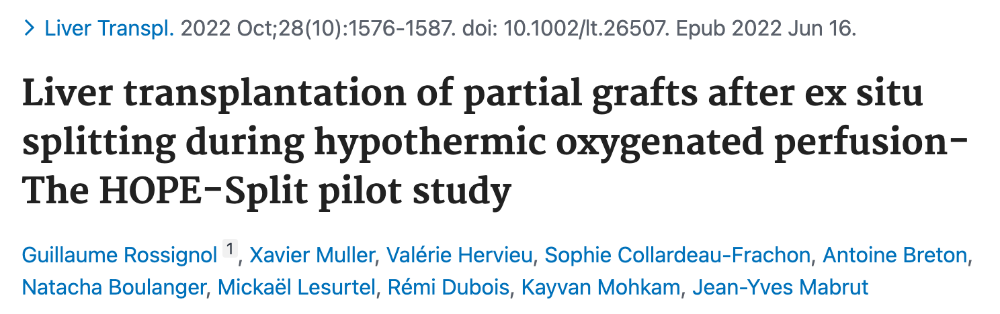 > Liver Transpl. 2022 Oct;28(10):1576-1587. doi: 10.1002/lt.26507. Epub 2022 Jun 16.
Liver transplantation of partial grafts after ex situ
splitting during hypothermic oxygenated perfusion-
The HOPE-Split pilot study
Guillaume Rossignol 1, Xavier Muller, Valérie Hervieu, Sophie Collardeau-Frachon, Antoine Breton,
Natacha Boulanger, Mickaël Lesurtel, Rémi Dubois, Kayvan Mohkam, Jean-Yves Mabrut